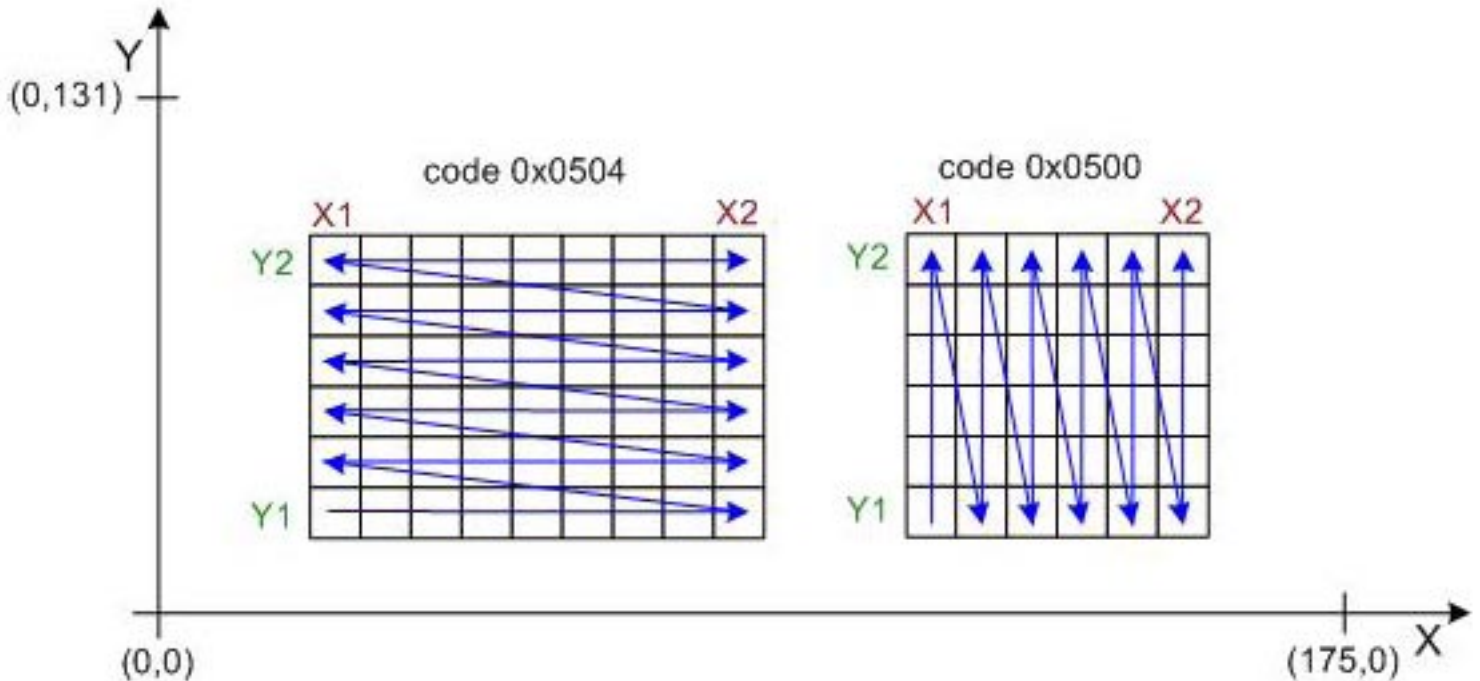 Y
(0,131)
code 0x0504
code 0x0500
X1 X2
X1 X2
Y2
Y2
Y1
Y1
X
(0,0)
(175,0)